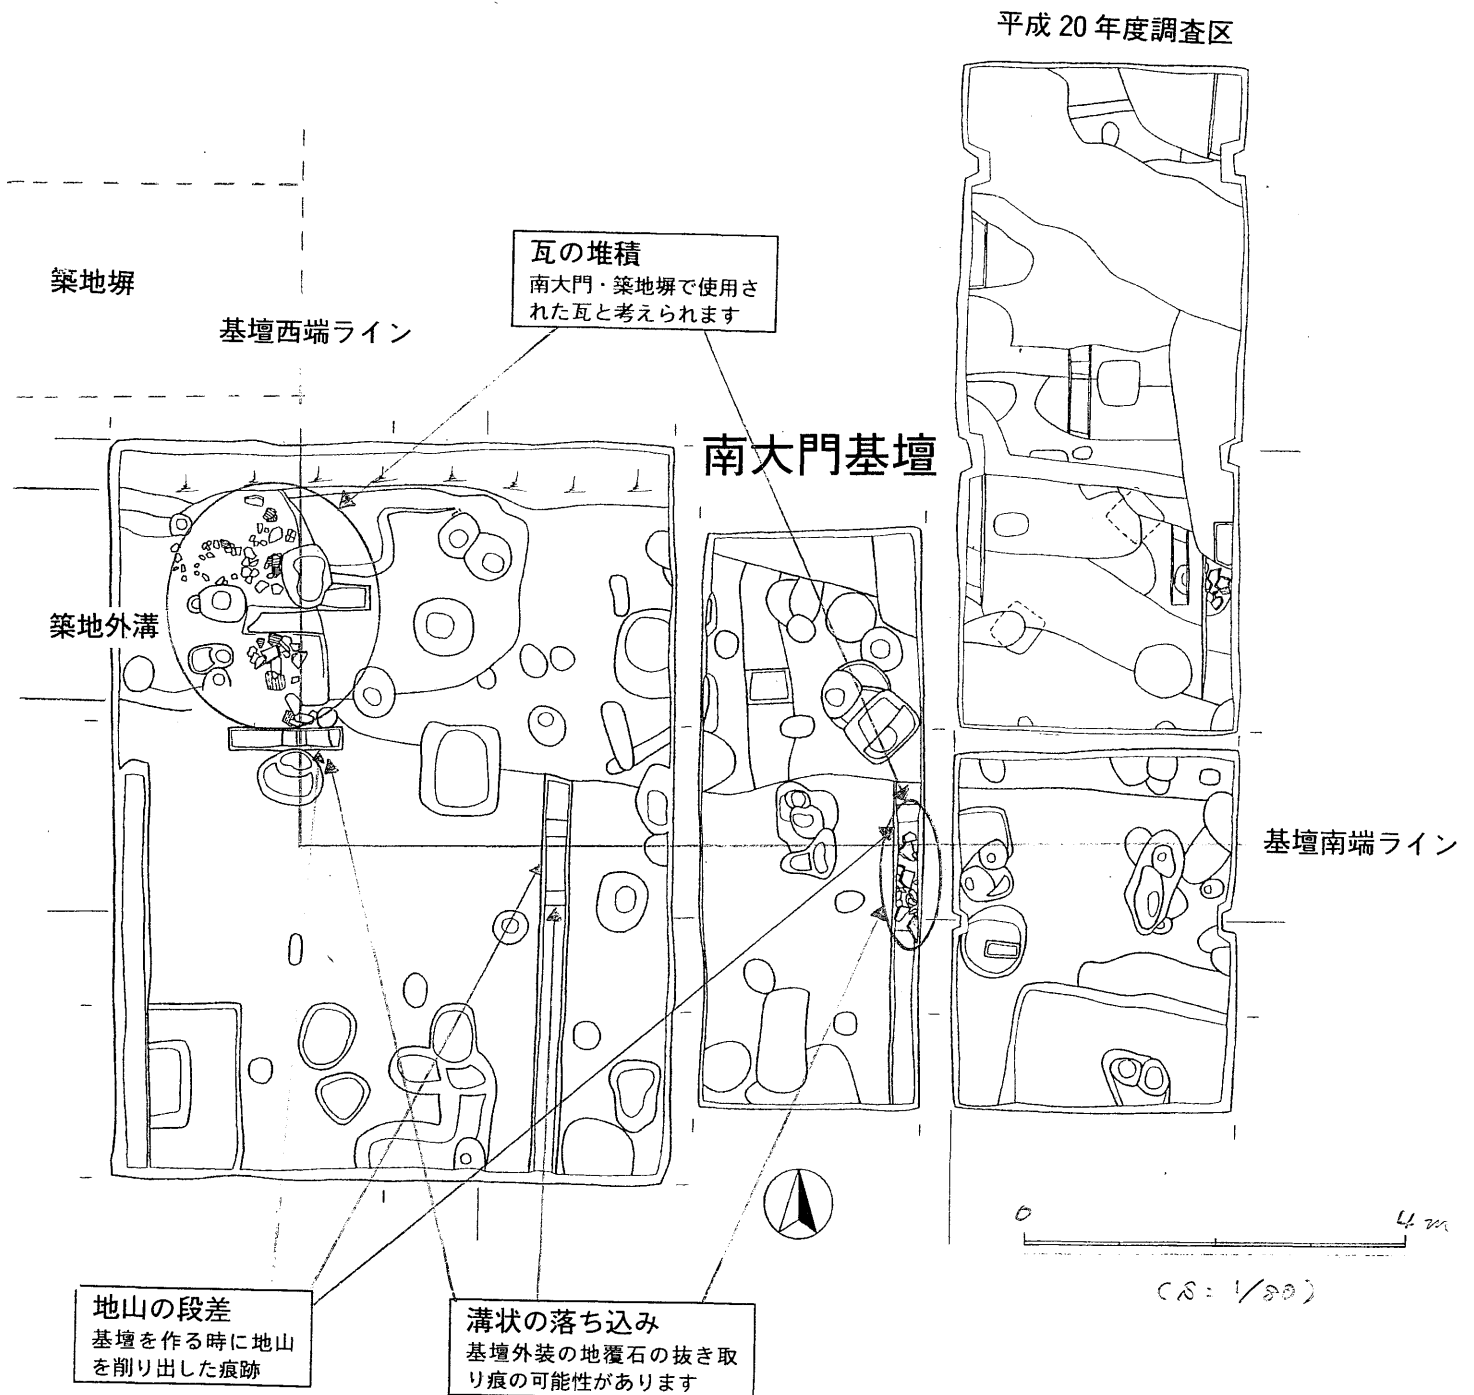 平成20年度調査区
築地塀
基壇西端ライン
瓦の堆積
南大門・築地塀で使用さ
れた瓦と考えられます
南大門基壇
築地外溝
基壇南端ライン
0 4m
(S: 1/80)
地山の段差
基壇を作る時に地山
を削り出した痕跡
溝状の落ち込み
基壇外装の地覆石の抜き取
り痕の可能性があります